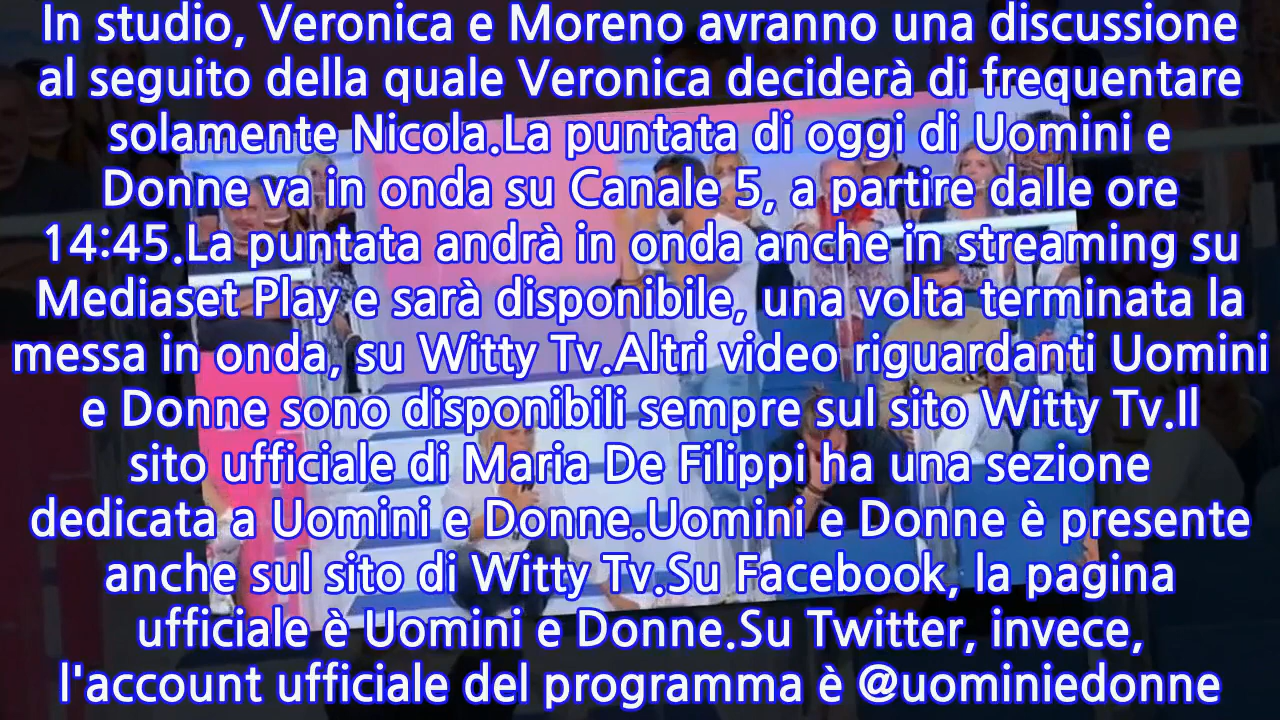 In studio, Veronica e Moreno avranno una discussione
al seguito della quale Veronica deciderà di frequentare
solamente Nicola.La puntata di oggi di Uomini e
Donne va in onda su Canale 5, a partire dalle ore
14:45.La puntata andrà in onda anche in streaming su
Mediaset Play e sarà disponibile, una volta terminata la
messa in onda, su Witty Tv.Altri video riguardanti Uomini
e Donne sono disponibili sempre sul sito Witty Tv.Il
sito ufficiale di Maria De Filippi ha una sezione
dedicata a Uomini e Donne.Uomini e Donne è presente
anche sul sito di Witty Tv.Su Facebook, la pagina
ufficiale è Uomini e Donne.Su Twitter, invece,
l'account ufficiale del programma è @uominiedonne